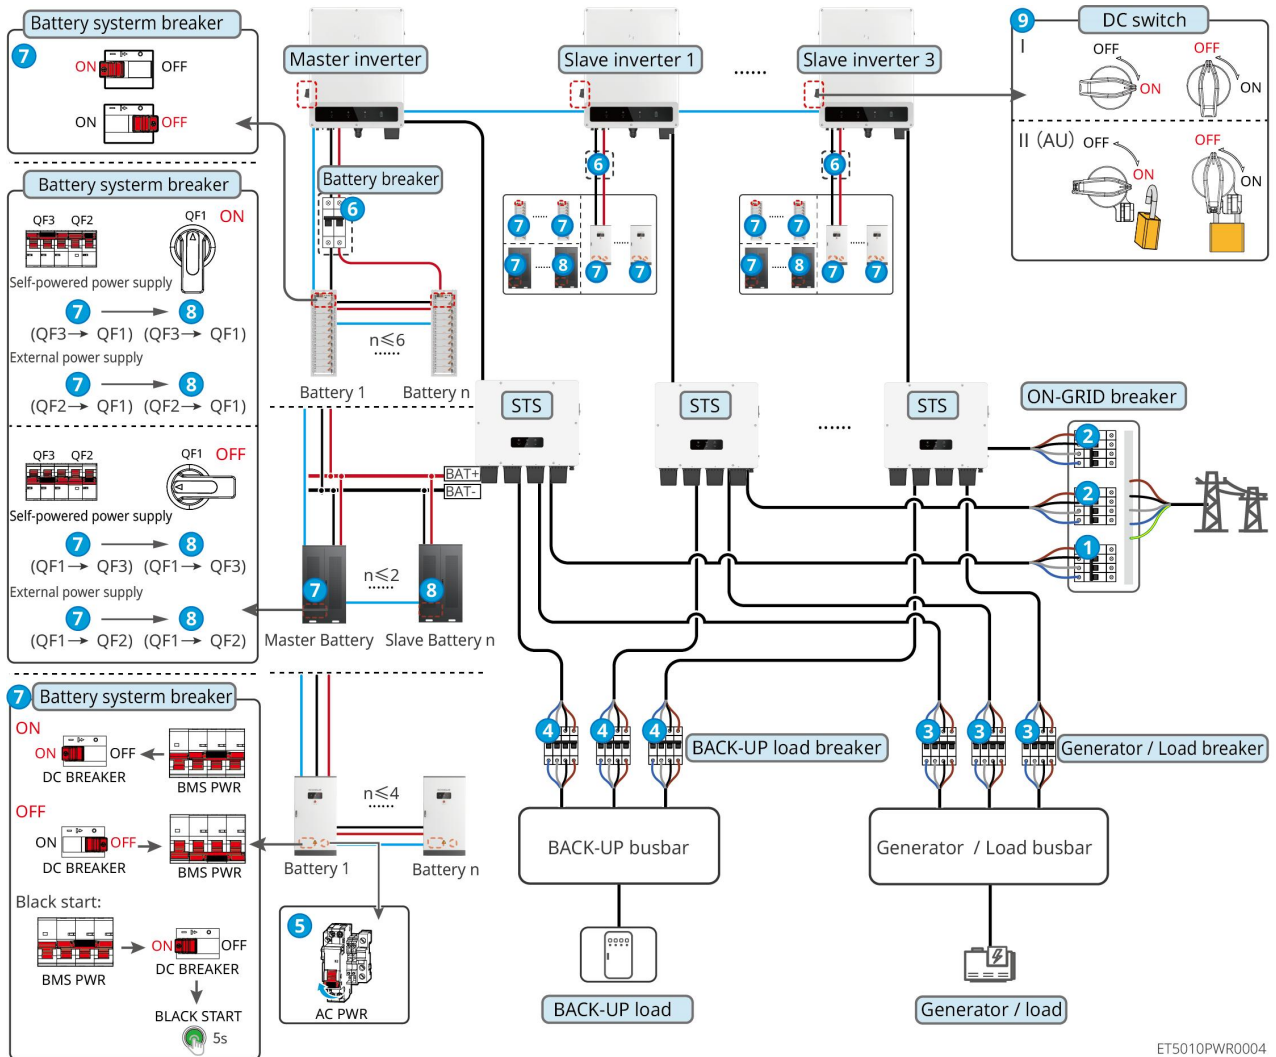 Battery systerm breaker
7
ON
OFF
ON
OFF
Battery systerm breaker
QF3
QF2
QF1
ON
Self-powered power supply
7
8
(QF3→ QF1)
(QF3→ QF1)
External power supply
7
8
(QF2→ QF1)
(QF2→ QF1)
QF3
QF2
QF1
OFF
Self-powered power supply
7
8
(QF1→ QF3)
(QF1→ QF3)
External power supply
7
8
(QF1→ QF2)
(QF1→ QF2)
7
Battery systerm breaker
ON
ON
OFF
DC BREAKER
BMS PWR
OFF
ON
OFF
DC BREAKER
BMS PWR
Black start:
BMS PWR
ON
OFF
DC BREAKER
BLACK START
5s
Master inverter
Slave inverter 1
......
Slave inverter 3
Battery breaker
6
6
6
7
7
7
8
7
7
7
7
7
8
7
7
n≤6
......
Battery 1
Battery n
9
DC switch
I
OFF
ON
OFF
ON
II (AU)
OFF
ON
OFF
ON
STS
STS
......
STS
BAT+
BAT-
ON-GRID breaker
2
2
1
7
n≤2
......
8
Master Battery
Slave Battery n
n≤4
......
Battery 1
Battery n
5
AC PWR
4
4
4
BACK-UP load breaker
3
3
3
Generator / Load breaker
BACK-UP busbar
Generator / Load busbar
BACK-UP load
Generator / load
ET5010PWR0004